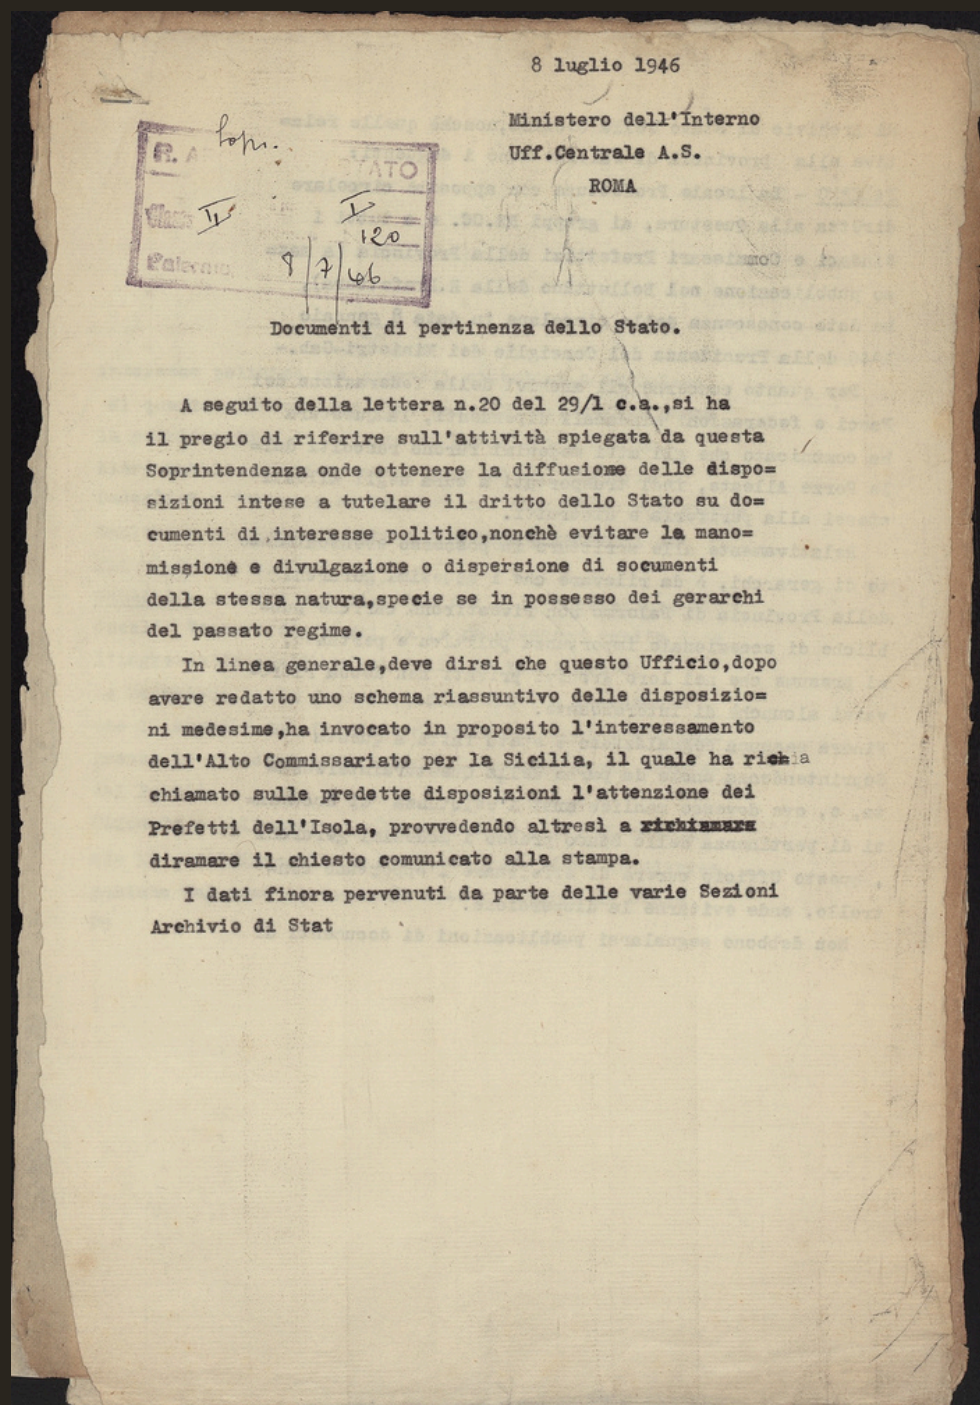 8 luglio 1946
Ministero dell'Interno
Uff.Centrale A.S.
ROMA
R. A STATO
Classe II I
120
Palermo, 8/7/46
Documenti di pertinenza dello Stato.
A seguito della lettera n.20 del 29/1 c.a.,si ha
il pregio di riferire sull'attività spiegata da questa
Soprintendenza onde ottenere la diffusione delle dispo=
sizioni intese a tutelare il dritto dello Stato su do=
cumenti di interesse politico,nonchè evitare la mano=
missione e divulgazione o dispersione di socumenti
della stessa natura,specie se in possesso dei gerarchi
del passato regime.
In linea generale,deve dirsi che questo Ufficio,dopo
avere redatto uno schema riassuntivo delle disposizio=
ni medesime,ha invocato in proposito l'interessamento
dell'Alto Commissariato per la Sicilia, il quale ha richia
chiamato sulle predette disposizioni l'attenzione dei
Prefetti dell'Isola, provvedendo altresì a richiamare
diramare il chiesto comunicato alla stampa.
I dati finora pervenuti da parte delle varie Sezioni
Archivio di Stat